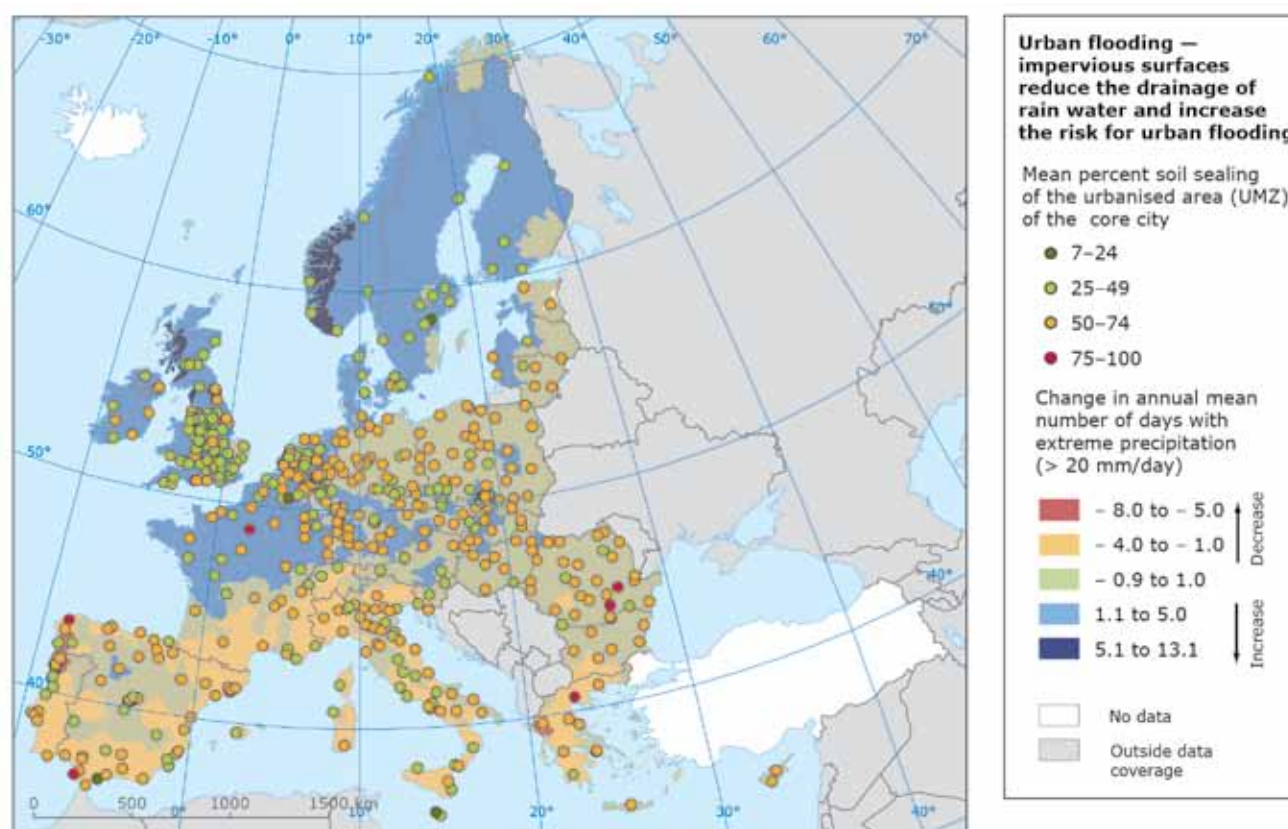 -30° -20° -10° 0° 10° 20° 30° 40° 50° 60° 70°
60°
50°
50°
40°
40°
0 500 1000 1500 km
0° 10° 20° 30° 40°
Urban flooding —
impervious surfaces
reduce the drainage of
rain water and increase
the risk for urban flooding
Mean percent soil sealing
of the urbanised area (UMZ)
of the core city
7–24
25–49
50–74
75–100
Change in annual mean
number of days with
extreme precipitation
(> 20 mm/day)
– 8.0 to – 5.0
– 4.0 to – 1.0
Decrease
– 0.9 to 1.0
1.1 to 5.0
5.1 to 13.1
Increase
No data
Outside data
coverage